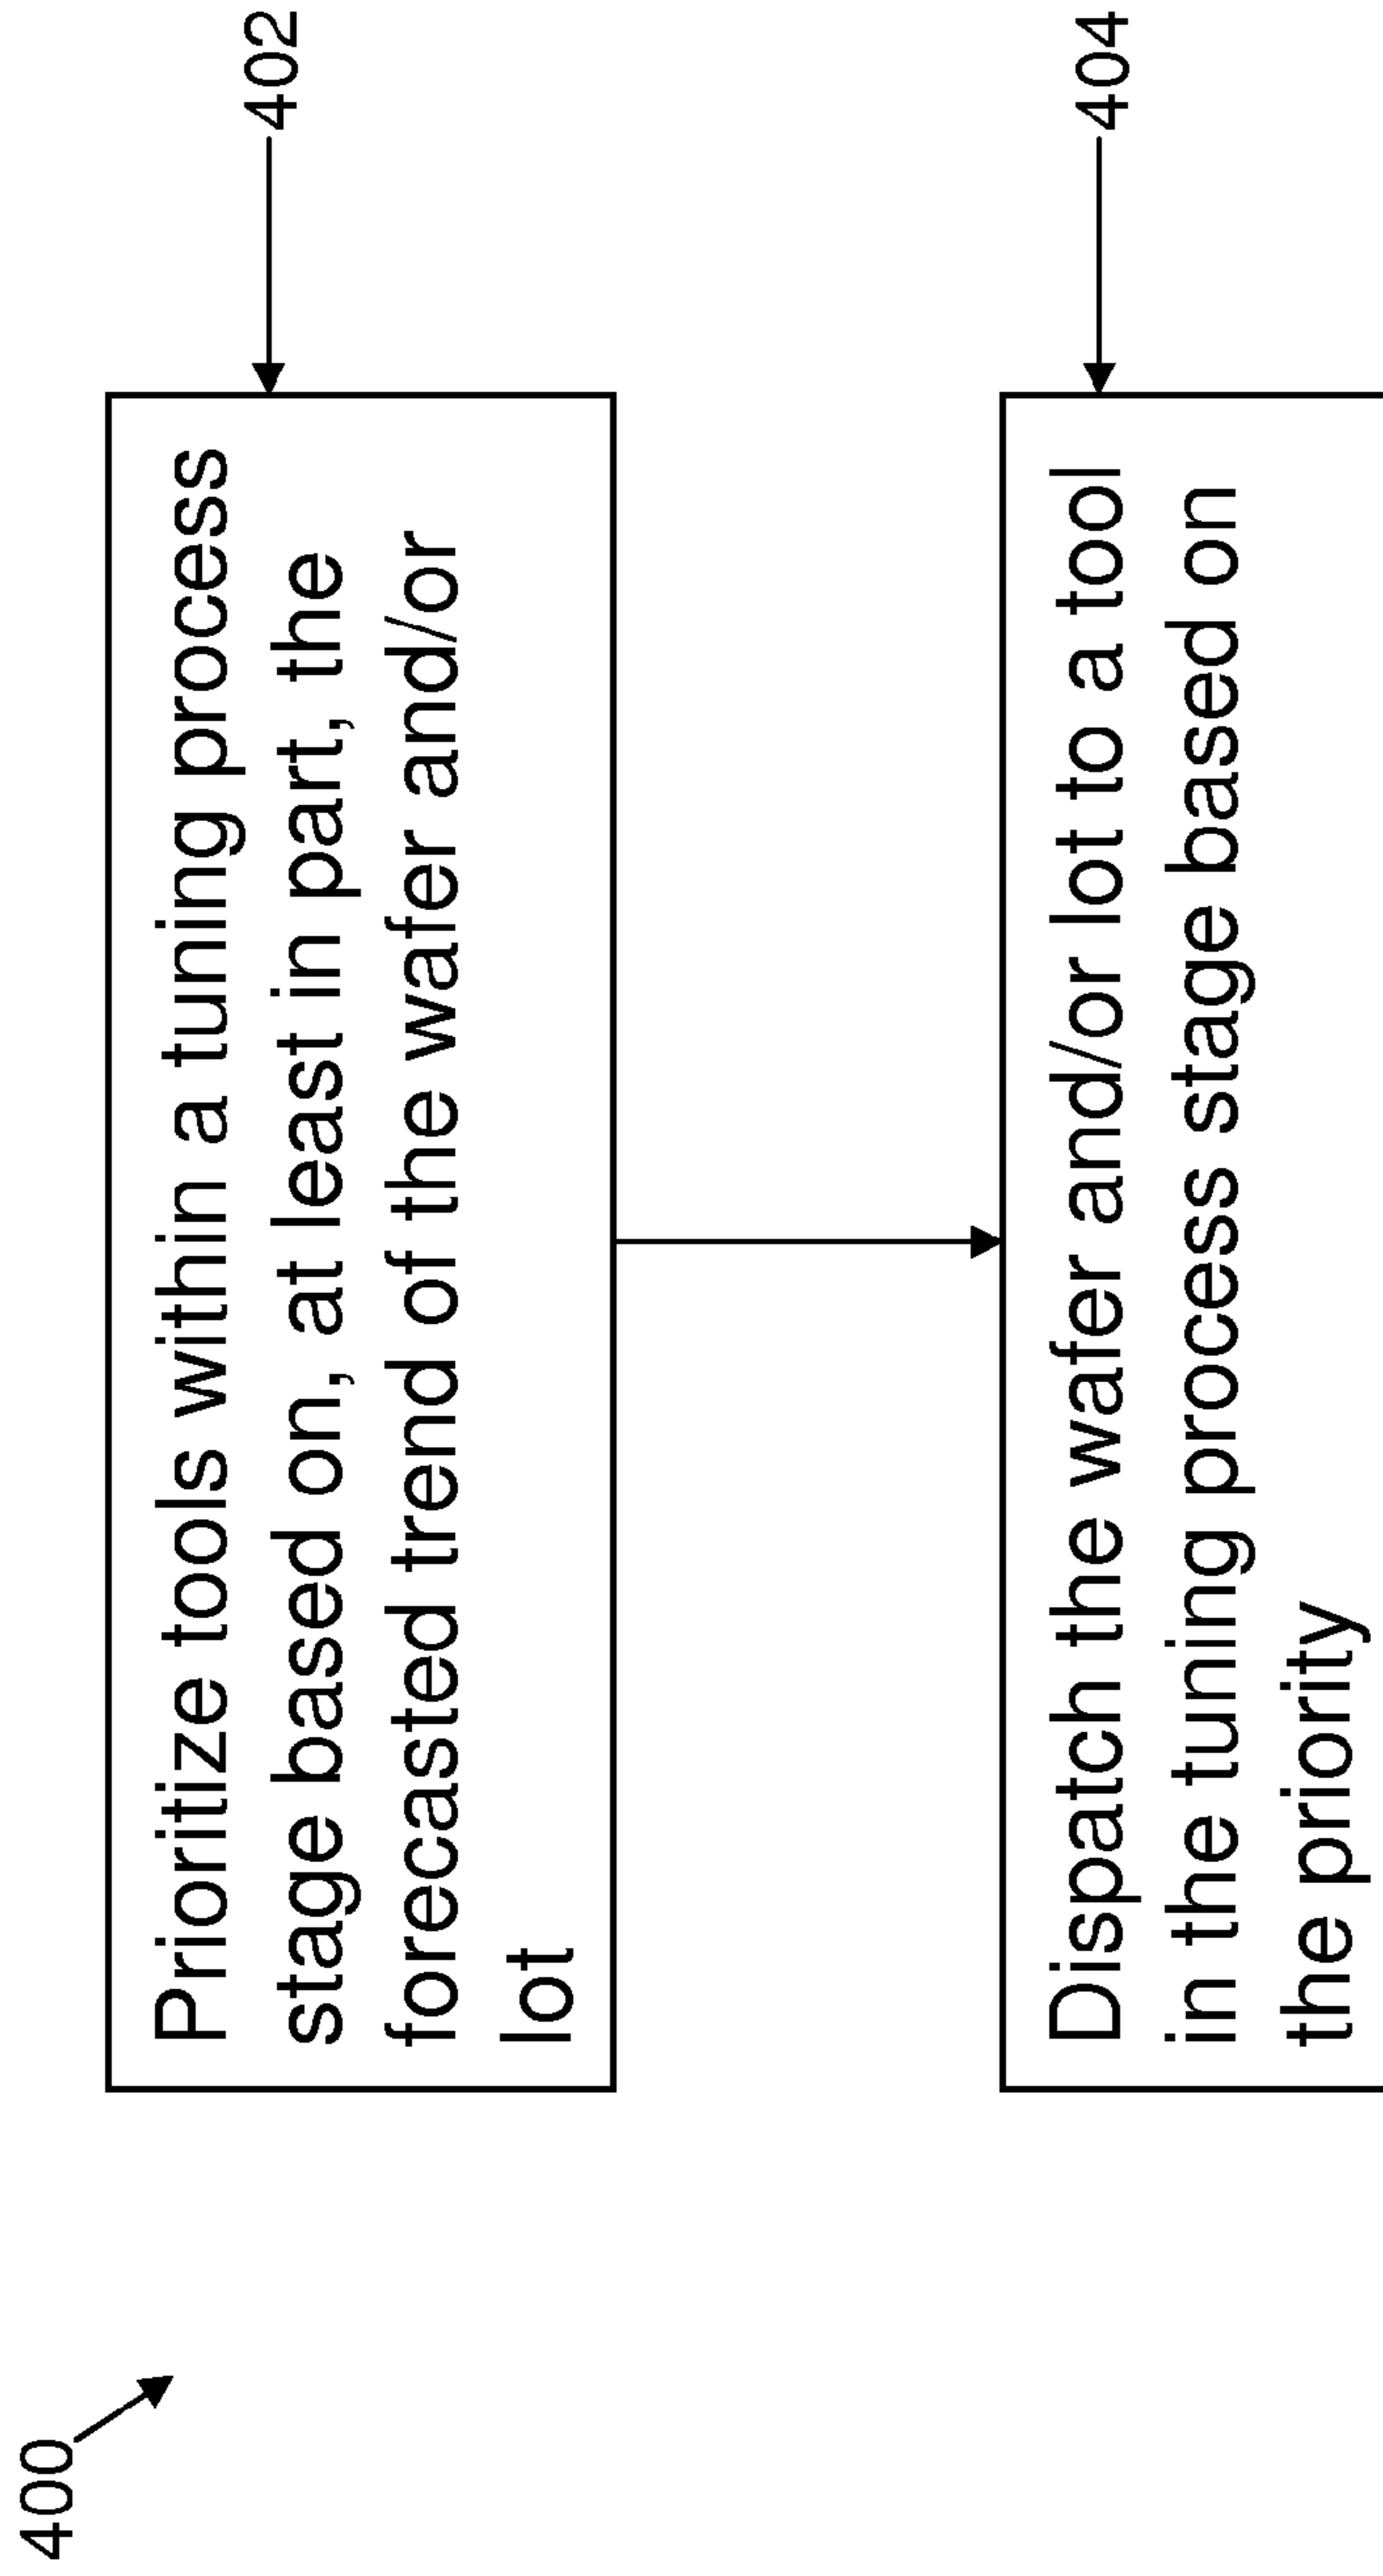 400
Prioritize tools within a tuning process
stage based on, at least in part, the
forecasted trend of the wafer and/or
lot
402
Dispatch the wafer and/or lot to a tool
in the tuning process stage based on
the priority
404